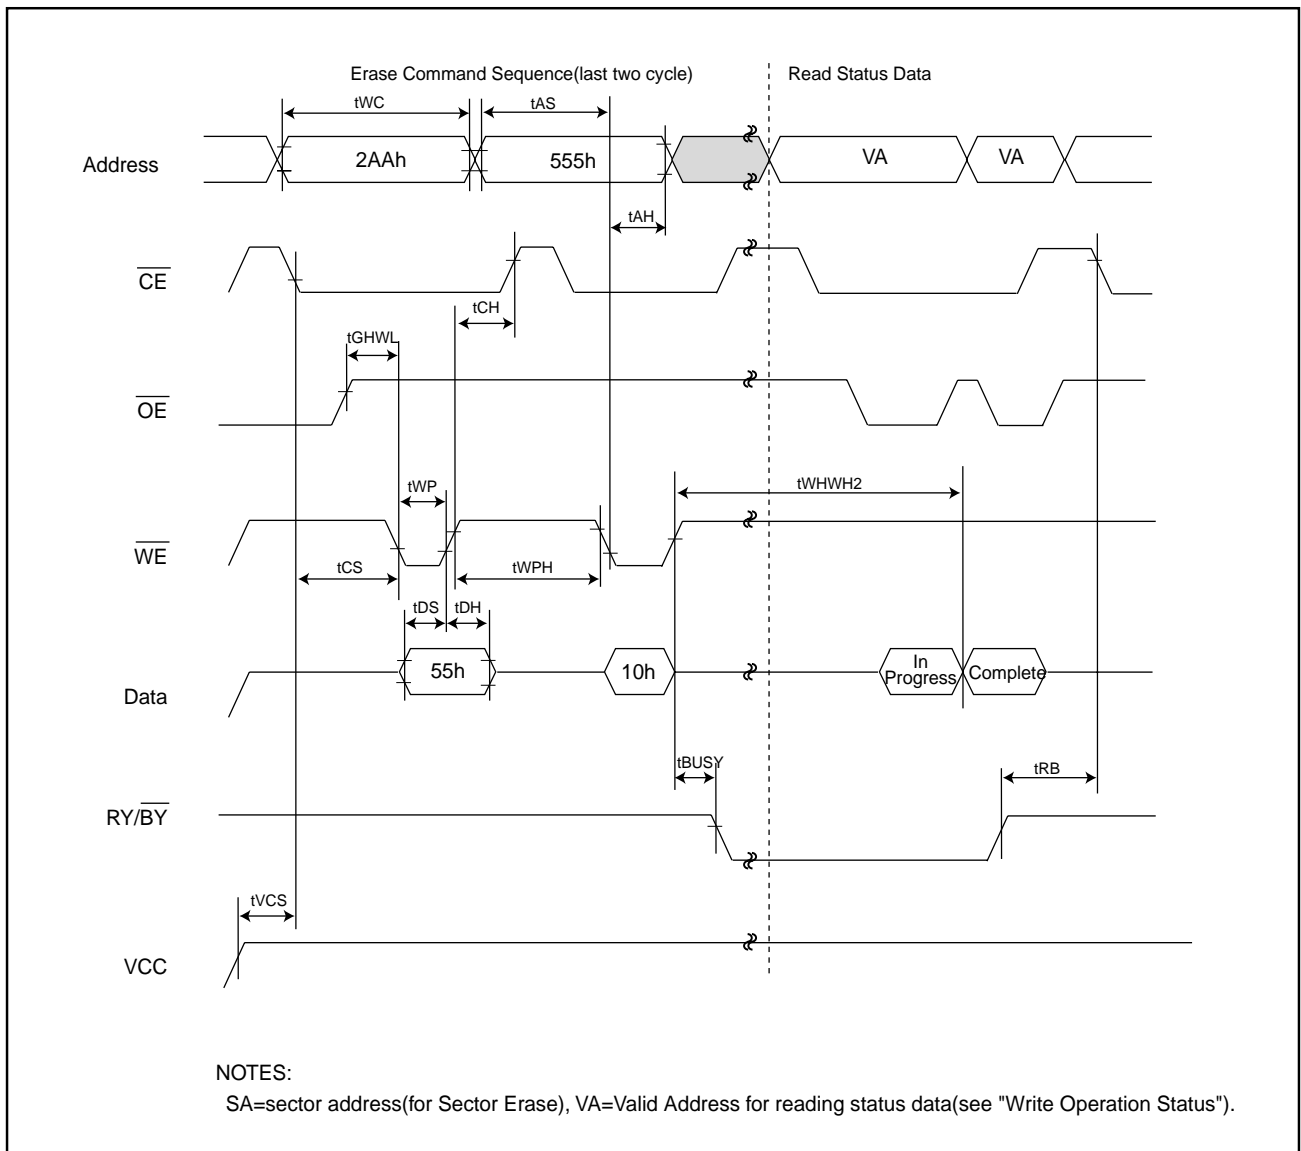 Erase Command Sequence(last two cycle)
Read Status Data
tWC
tAS
Address
2AAh
555h
VA
VA
tAH
CE
tCH
tGHWL
OE
tWP
tWHWH2
WE
tCS
tWPH
tDS
tDH
Data
55h
10h
In
Progress
Complete
tBUSY
tRB
RY/BY
tVCS
VCC
NOTES:
SA=sector address(for Sector Erase), VA=Valid Address for reading status data(see "Write Operation Status").